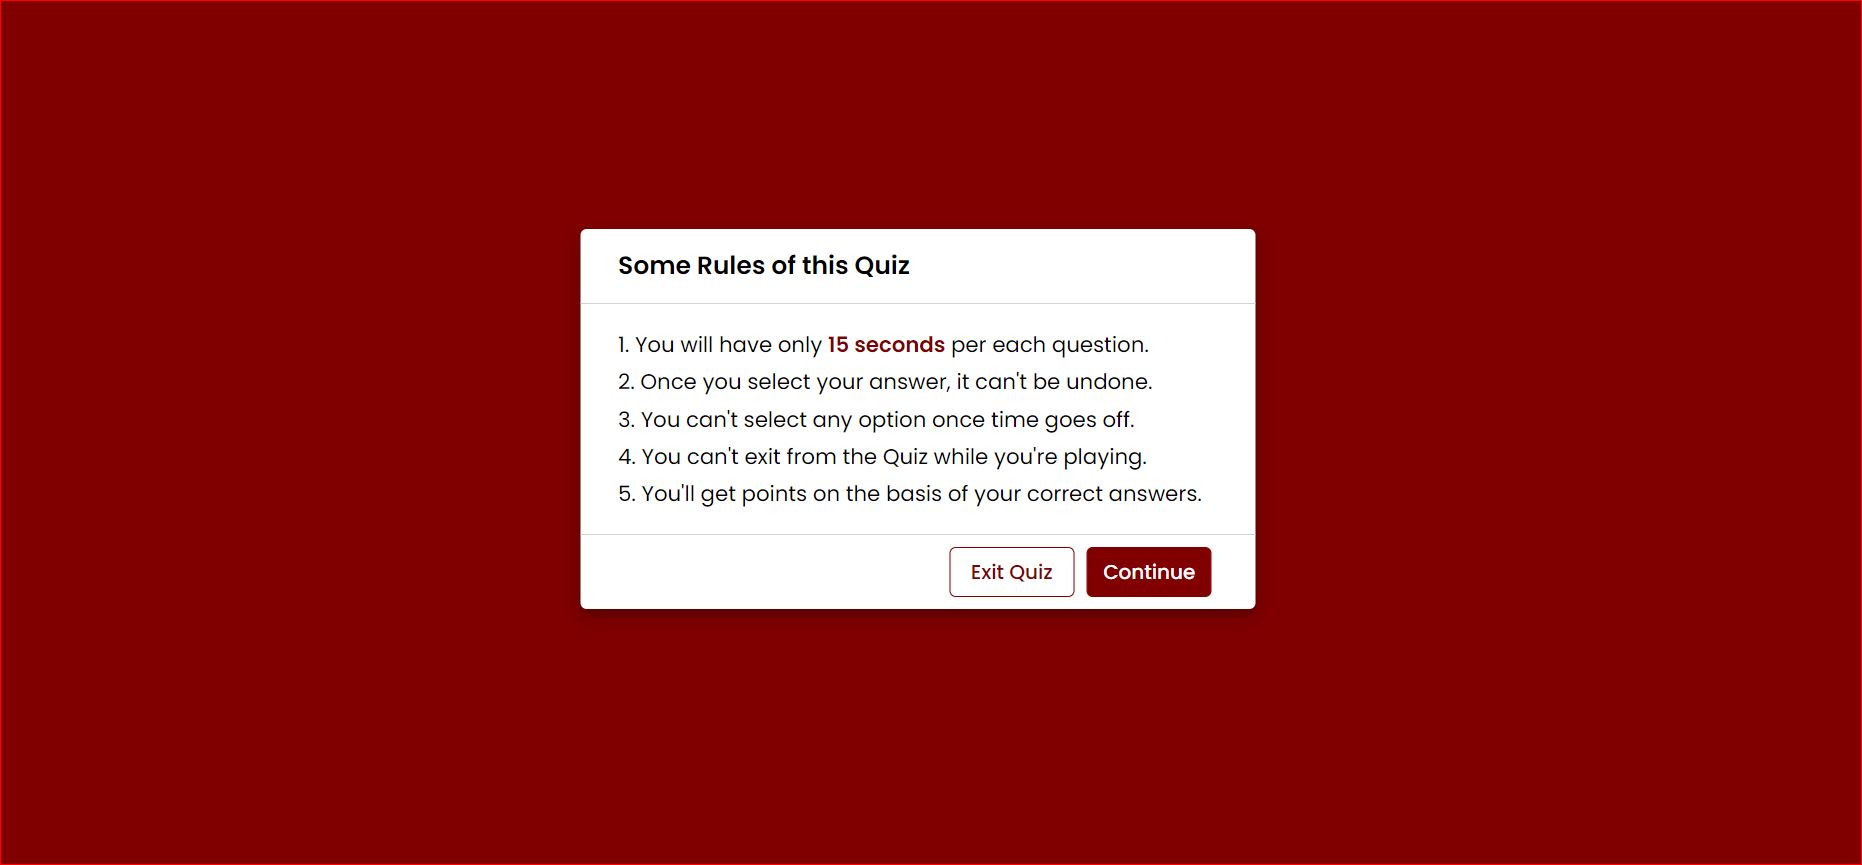 Some Rules of this Quiz
1. You will have only 15 seconds per each question.
2. Once you select your answer, it can't be undone.
3. You can't select any option once time goes off.
4. You can't exit from the Quiz while you're playing.
5. You'll get points on the basis of your correct answers.
Exit Quiz Continue